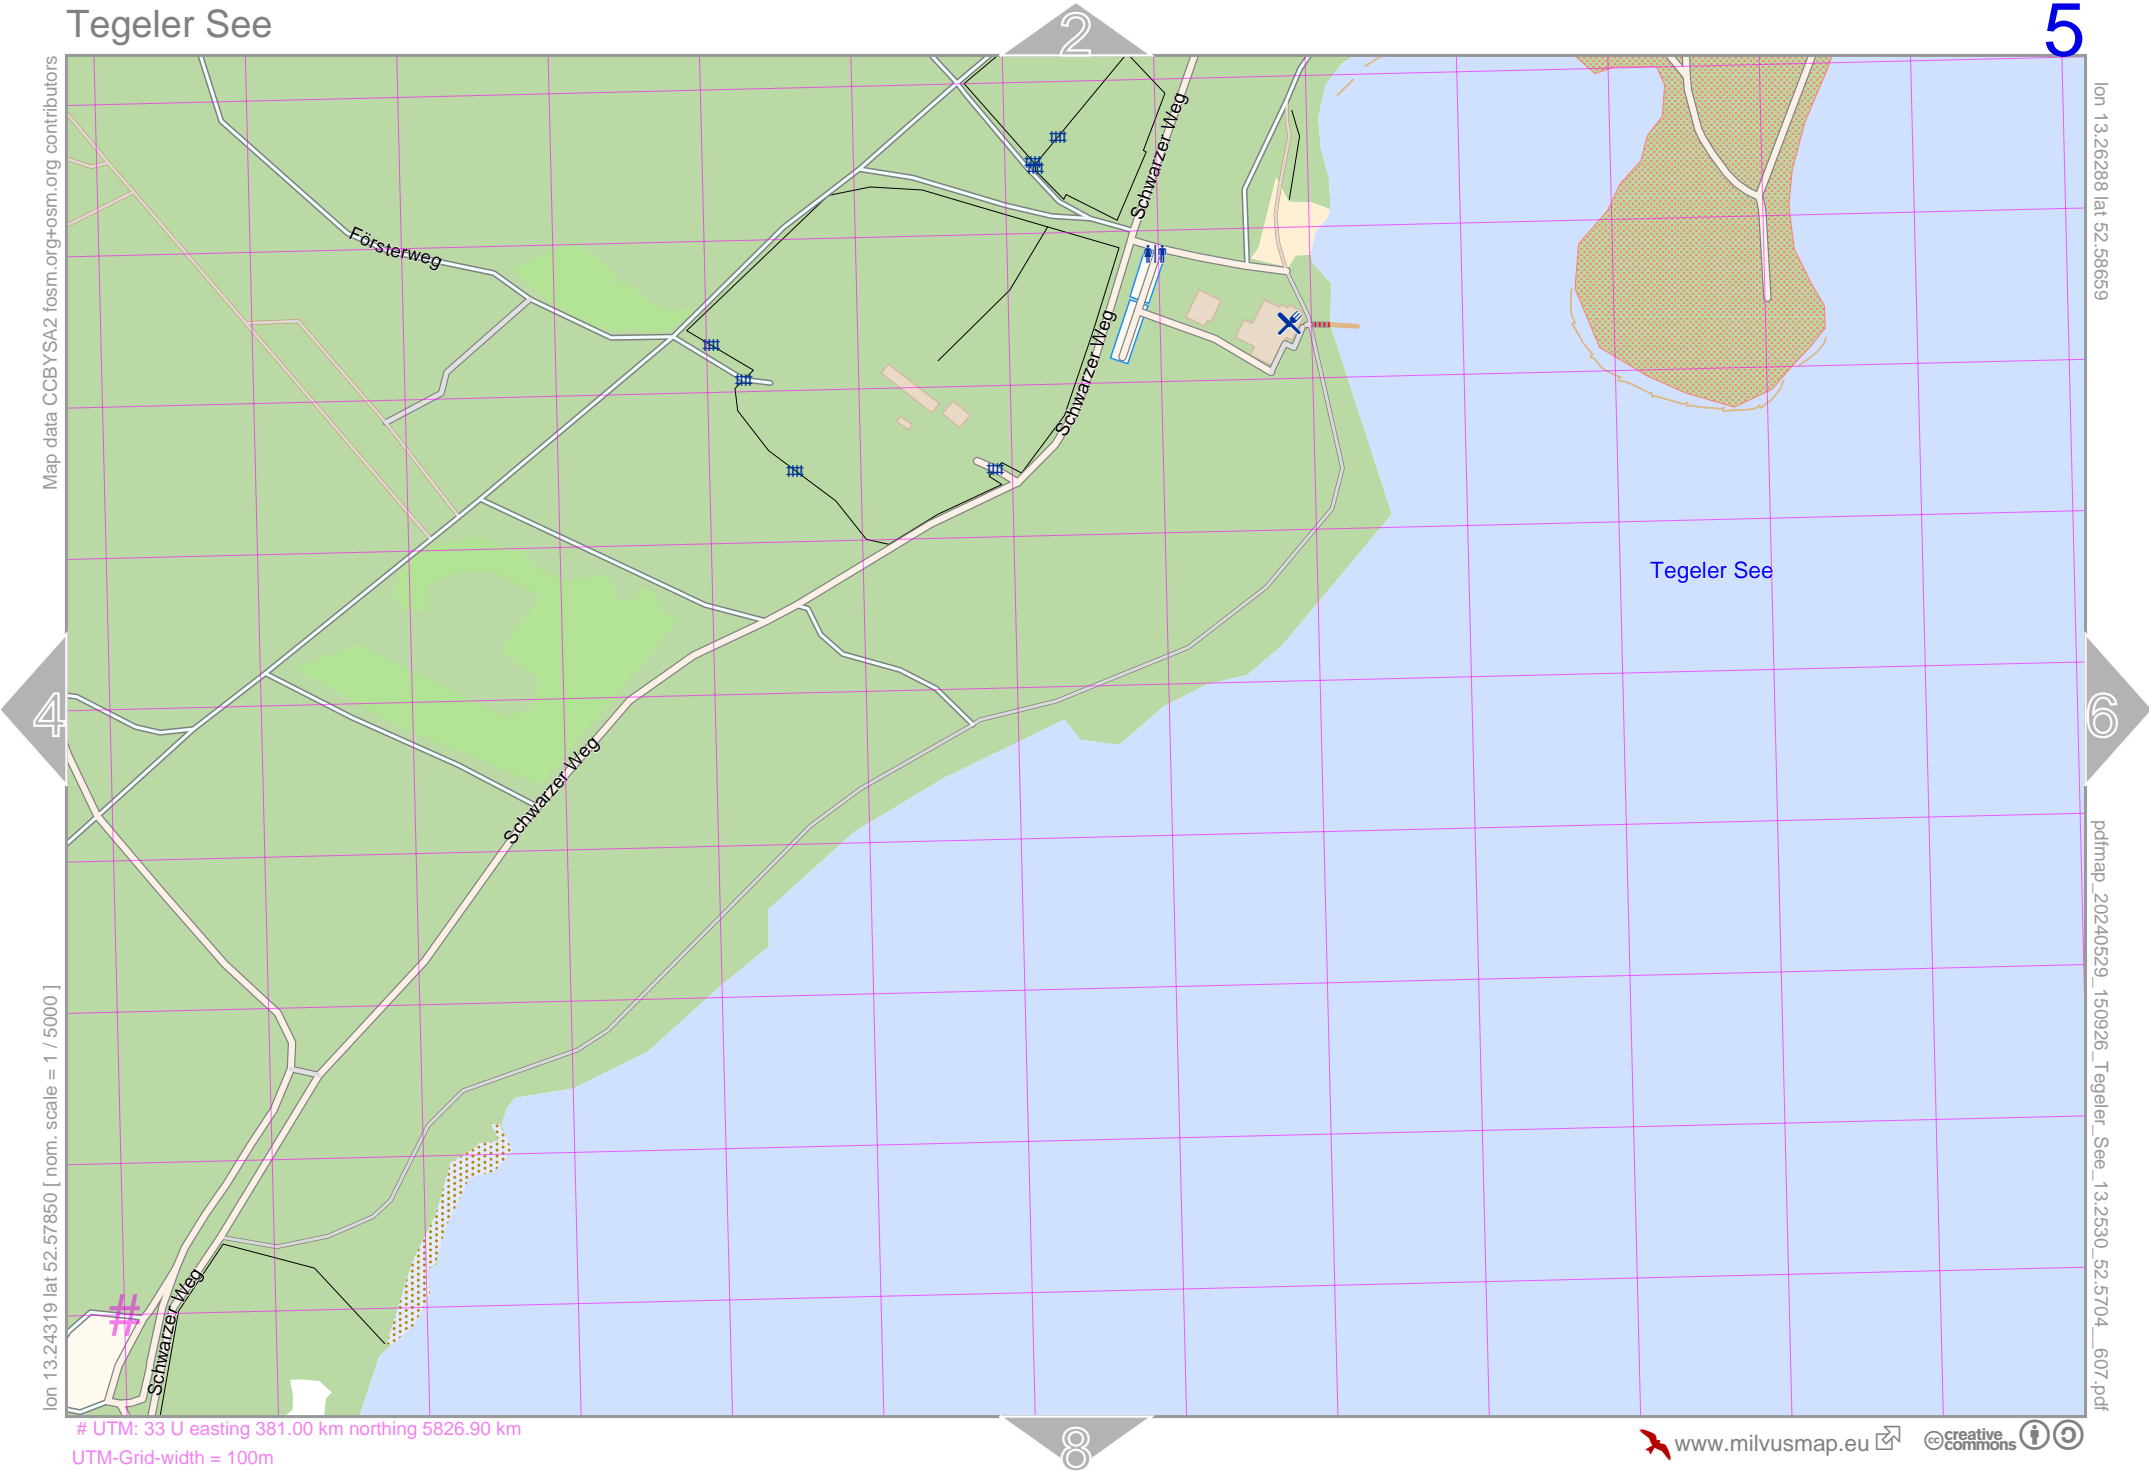 Tegeler See
2
5
Map data CCBYSA2 fosm.org+osm.org contributors
lon 13.26288 lat 52.58659
Schwarzer Weg
Försterweg
Schwarzer Weg
Tegeler See
4
6
Schwarzer Weg
lon 13.24319 lat 52.57850 [ nom. scale = 1 / 5000 ]
pdfmap_20240529_150926_Tegeler_See_13.2530_52.5704__607.pdf
#
Schwarzer Weg
# UTM: 33 U easting 381.00 km northing 5826.90 km
UTM-Grid-width = 100m
8
www.milvusmap.eu
cc creative commons